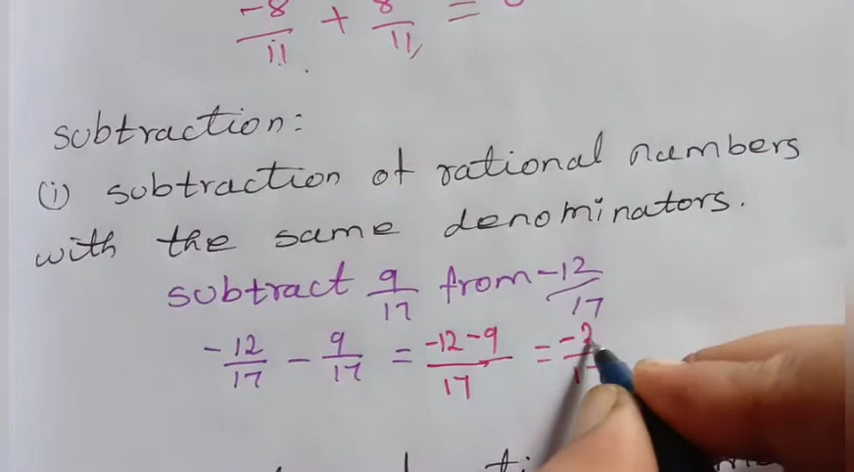 -8/11 + 8/11 =
subtraction:
(i) subtraction of rational numbers
with the same denominators.
subtract 9/17 from -12/17
-12/17 - 9/17 = -12-9/17 = -2